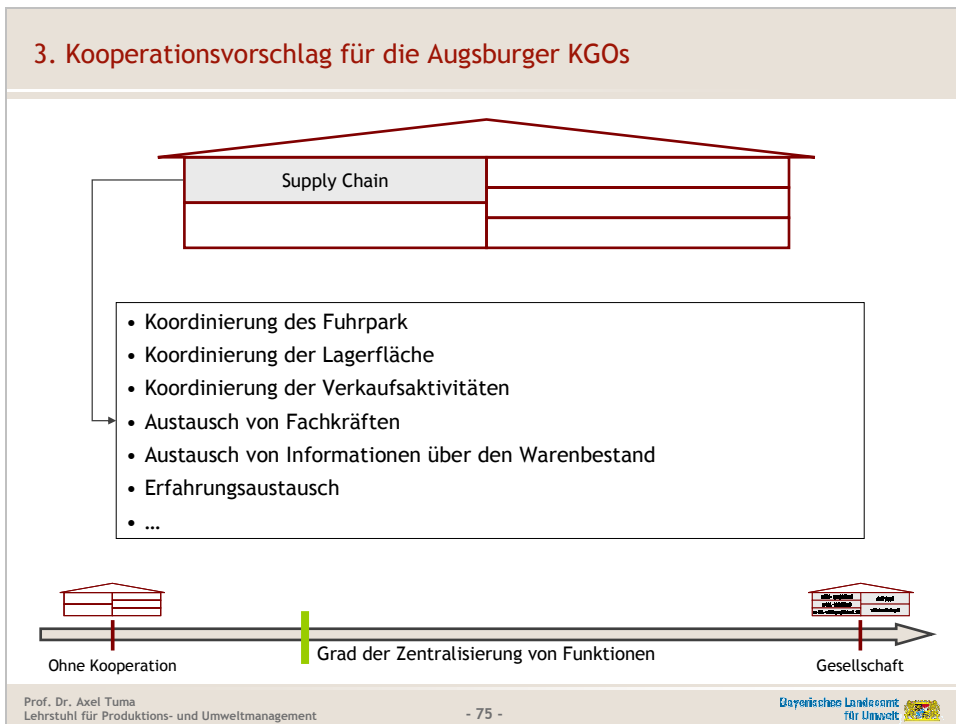 3. Kooperationsvorschlag für die Augsburger KGOs
Supply Chain
• Koordinierung des Fuhrpark
• Koordinierung der Lagerfläche
• Koordinierung der Verkaufsaktivitäten
• Austausch von Fachkräften
• Austausch von Informationen über den Warenbestand
• Erfahrungsaustausch
• …
Ohne Kooperation
Grad der Zentralisierung von Funktionen
Gesellschaft
Prof. Dr. Axel Tuma
Lehrstuhl für Produktions- und Umweltmanagement
- 75 -
Bayerisches Landesamt
für Umwelt